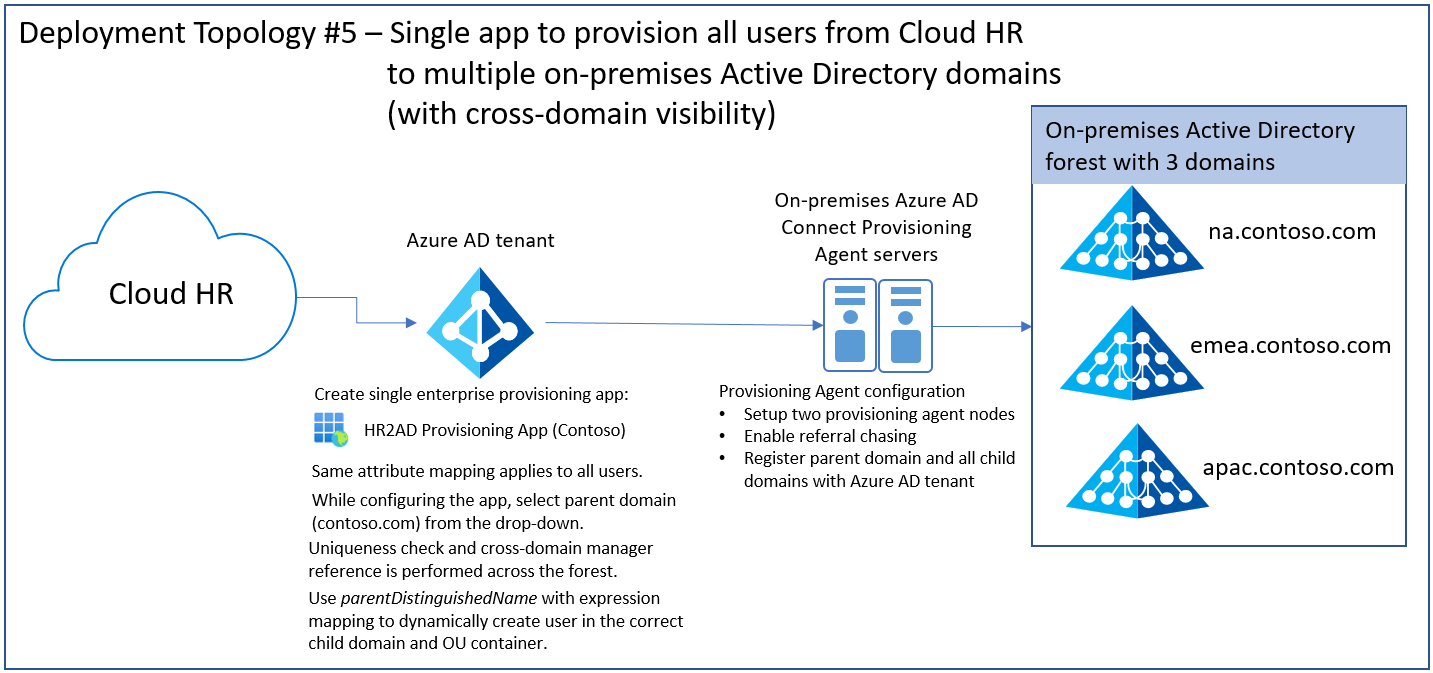 Deployment Topology #5 – Single app to provision all users from Cloud HR
to multiple on-premises Active Directory domains
(with cross-domain visibility)
Cloud HR
Azure AD tenant
Create single enterprise provisioning app:
HR2AD Provisioning App (Contoso)
Same attribute mapping applies to all users.
While configuring the app, select parent domain
(contoso.com) from the drop-down.
Uniqueness check and cross-domain manager
reference is performed across the forest.
Use parentDistinguishedName with expression
mapping to dynamically create user in the correct
child domain and OU container.
On-premises Azure AD
Connect Provisioning
Agent servers
Provisioning Agent configuration
• Setup two provisioning agent nodes
• Enable referral chasing
• Register parent domain and all child
domains with Azure AD tenant
On-premises Active Directory
forest with 3 domains
na.contoso.com
emea.contoso.com
apac.contoso.com